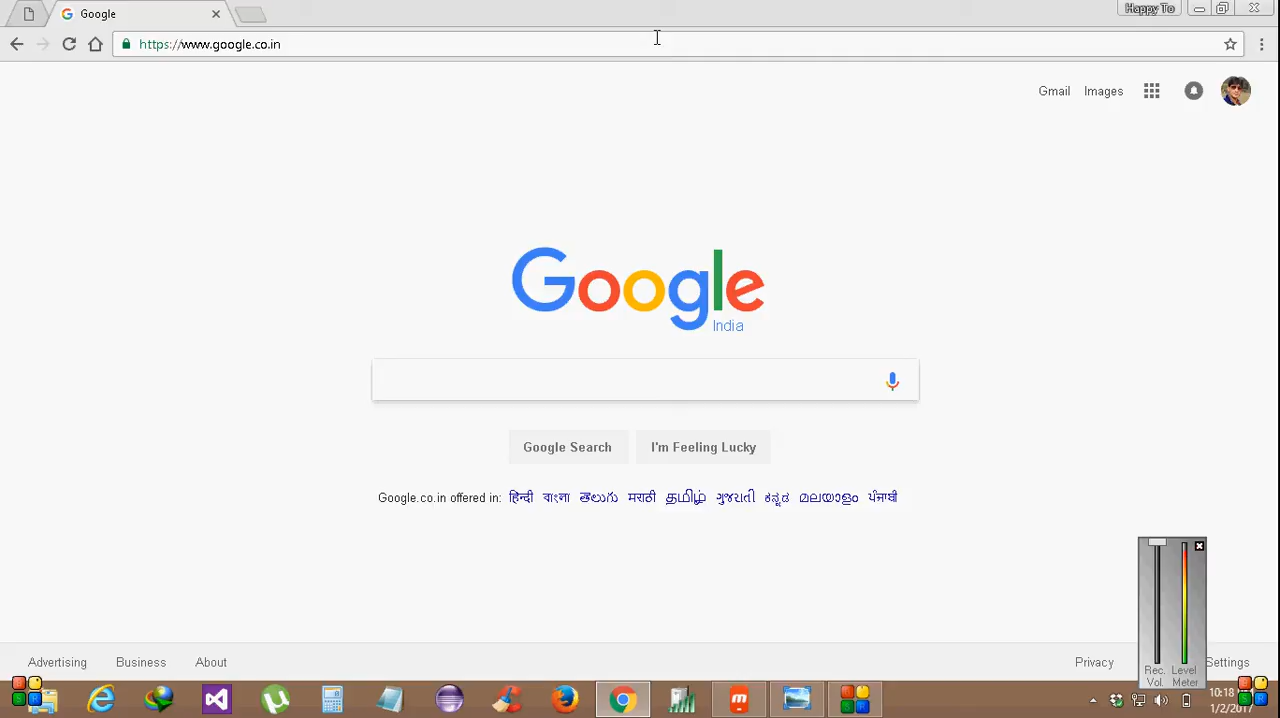 Google
Happy To
https://www.google.co.in
Gmail Images
Google
India
Google Search I'm Feeling Lucky
Google.co.in offered in: हिन्दी বাংলা తెలుగు मराठी தமிழ் ગુજરાતી ಕನ್ನಡ മലയാളം ਪੰਜਾਬੀ
Rec. Level
Vol. Meter
Advertising Business About Privacy Settings
10:18
1/2/2017